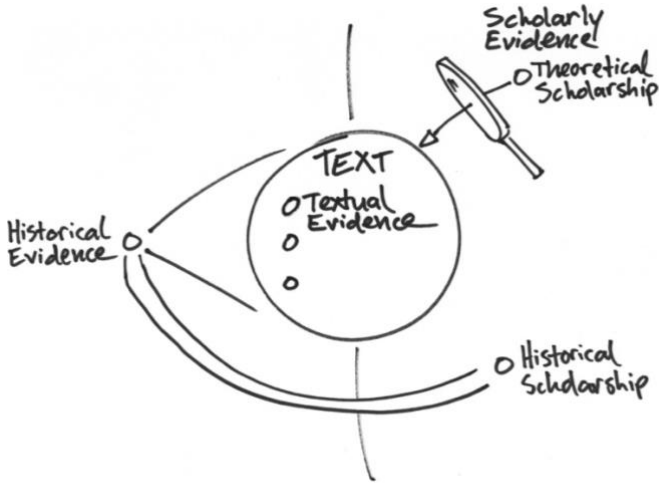 Scholarly
Evidence
Theoretical
Scholarship
TEXT
Textual
Evidence
Historical
Evidence
Historical
Scholarship